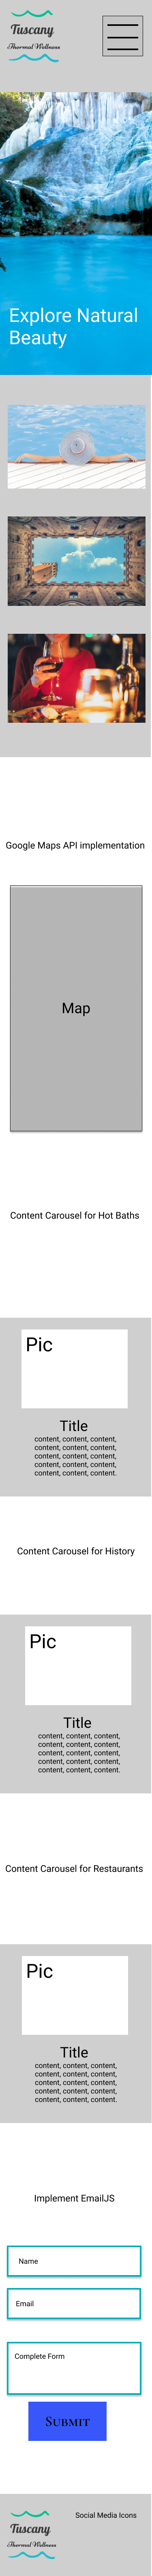 Tuscany
Thermal Wellness
Explore Natural
Beauty
Google Maps API implementation
Map
Content Carousel for Hot Baths
Pic
Title
content, content, content,
content, content, content,
content, content, content,
content, content, content,
content, content, content.
Content Carousel for History
Pic
Title
content, content, content,
content, content, content,
content, content, content,
content, content, content,
content, content, content.
Content Carousel for Restaurants
Pic
Title
content, content, content,
content, content, content,
content, content, content,
content, content, content,
content, content, content.
Implement EmailJS
Name
Email
Complete Form
Submit
Social Media Icons
Tuscany
Thermal Wellness